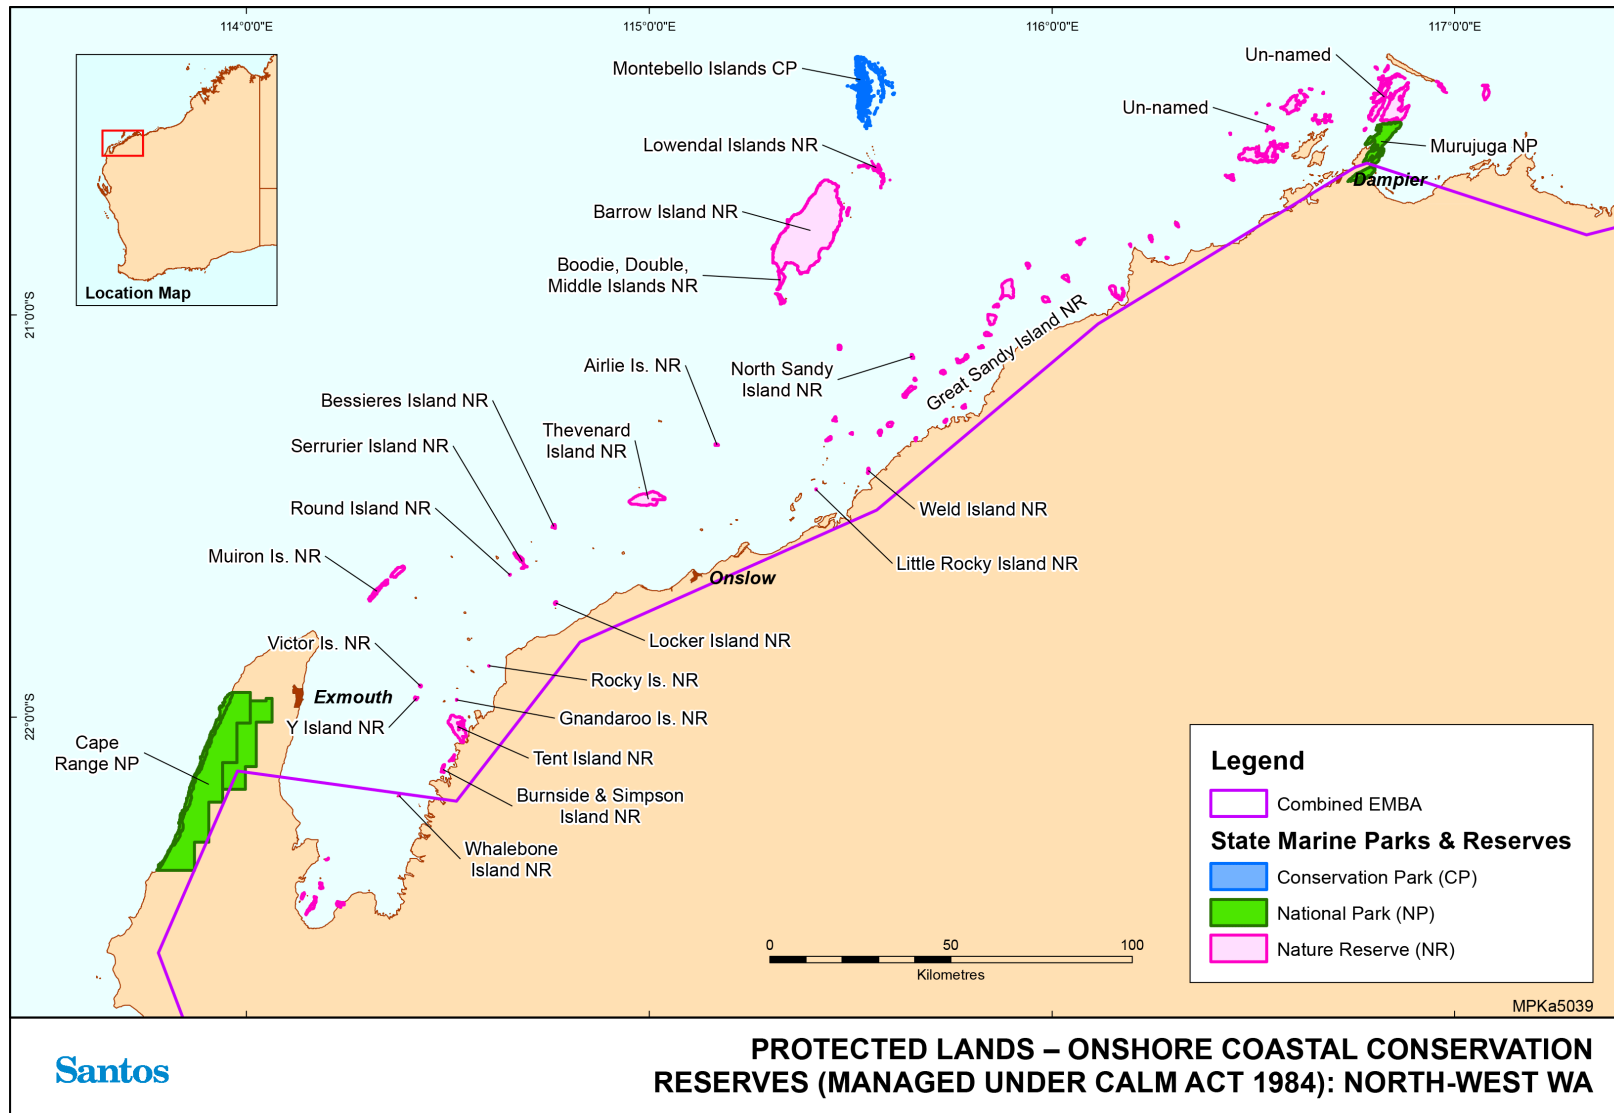 114°0'0"E
115°0'0"E
116°0'0"E
117°0'0"E
21°0'0"S
22°0'0"S
Location Map
Montebello Islands CP
Un-named
Un-named
Lowendal Islands NR
Murujuga NP
Dampier
Barrow Island NR
Boodie, Double,
Middle Islands NR
Great Sandy Island NR
Airlie Is. NR
North Sandy
Island NR
Bessieres Island NR
Thevenard
Island NR
Serrurier Island NR
Round Island NR
Weld Island NR
Muiron Is. NR
Little Rocky Island NR
Onslow
Locker Island NR
Victor Is. NR
Rocky Is. NR
Exmouth
Y Island NR
Gnandaroo Is. NR
Cape
Range NP
Tent Island NR
Burnside & Simpson
Island NR
Whalebone
Island NR
0
50
100
Kilometres
Legend
Combined EMBA
State Marine Parks & Reserves
Conservation Park (CP)
National Park (NP)
Nature Reserve (NR)
MPKa5039
Santos
PROTECTED LANDS – ONSHORE COASTAL CONSERVATION
RESERVES (MANAGED UNDER CALM ACT 1984): NORTH-WEST WA